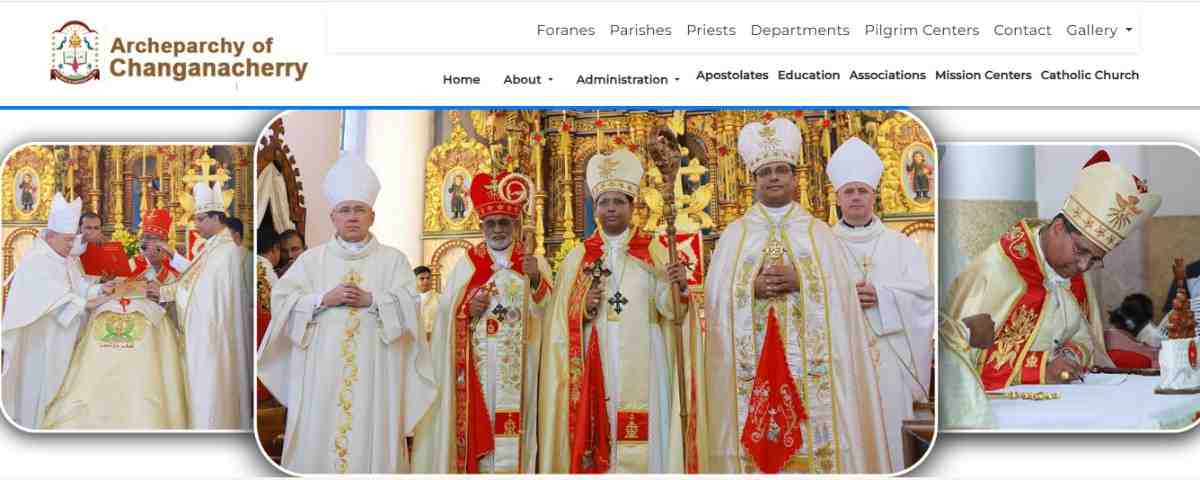 Foranes Parishes Priests Departments Pilgrim Centers Contact Gallery
Archeparchy of
Changanacherry
Home About Administration Apostolates Education Associations Mission Centers Catholic Church